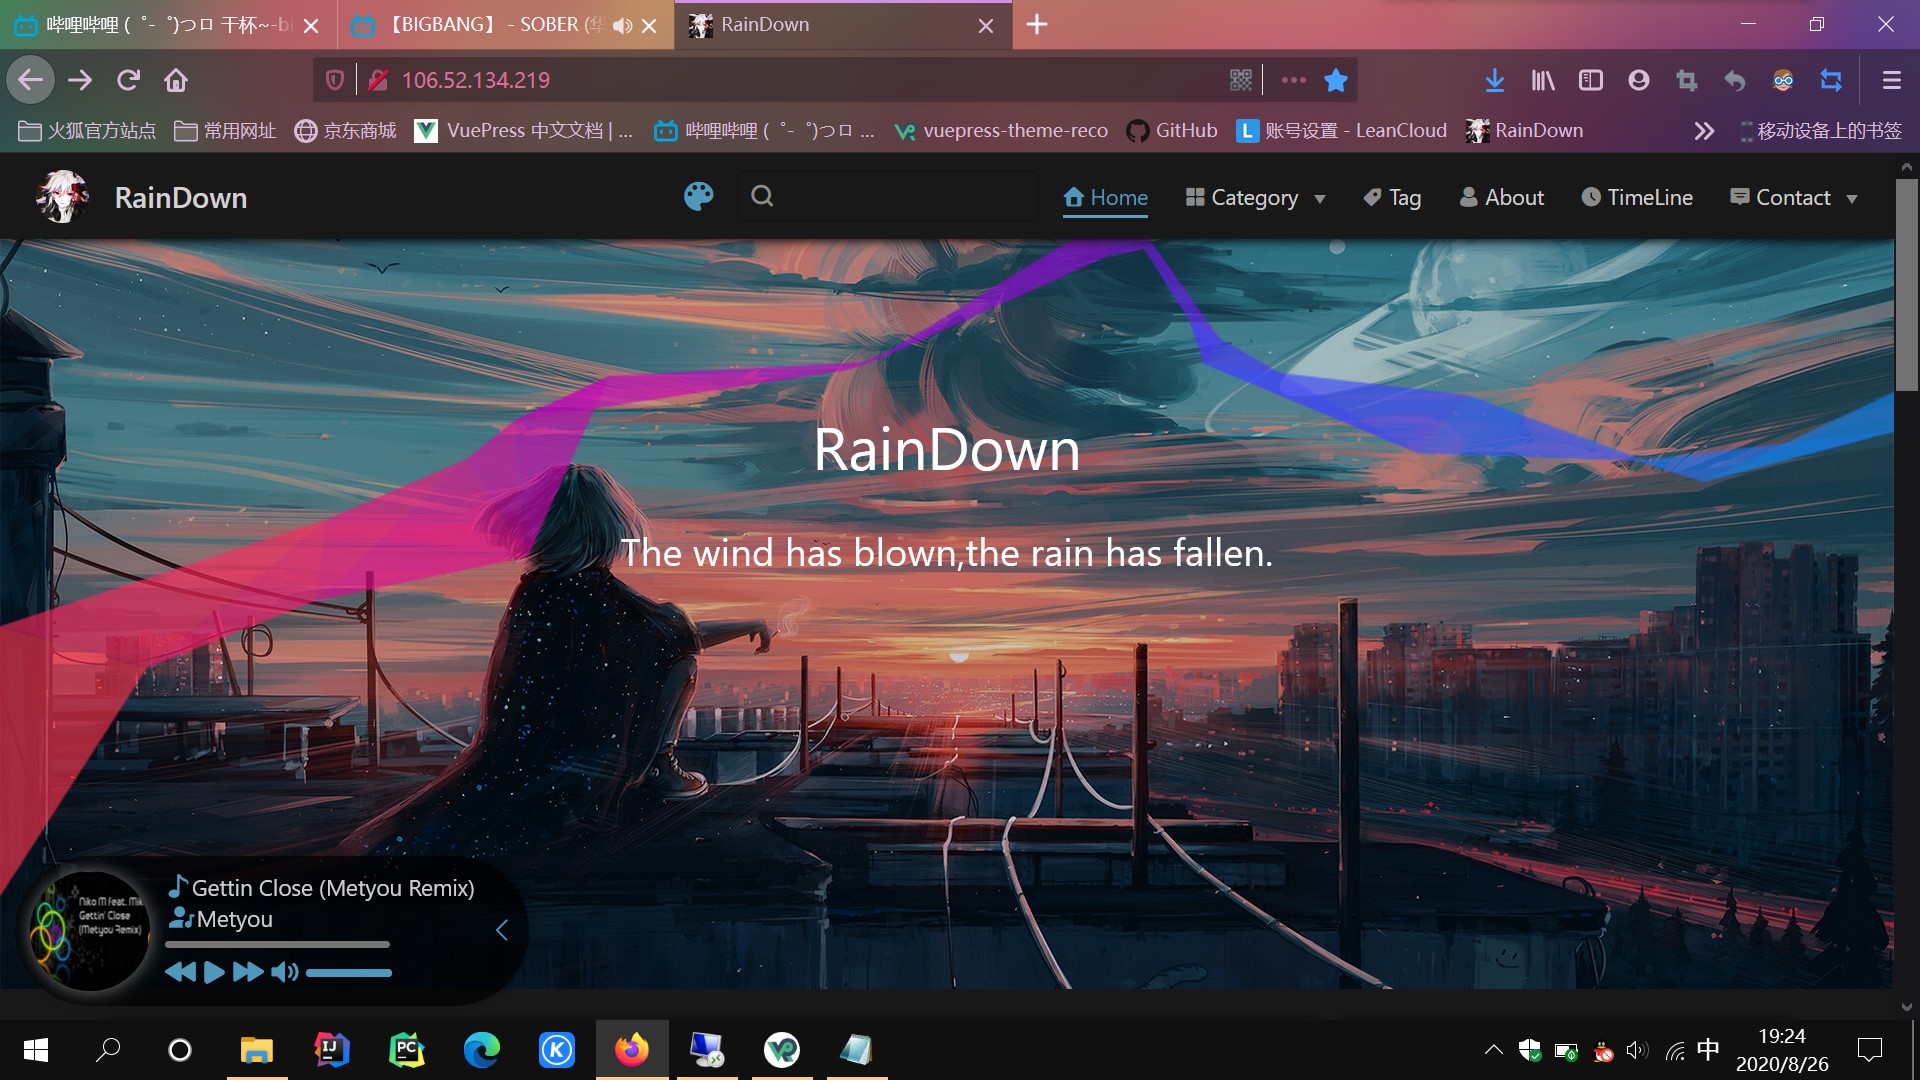 哔哩哔哩 (゜-゜)つロ 干杯~-bi
【BIGBANG】 - SOBER (华
RainDown
106.52.134.219
火狐官方站点
常用网址
京东商城
VuePress 中文文档 | ...
哔哩哔哩 (゜-゜)つロ ...
vuepress-theme-reco
GitHub
账号设置 - LeanCloud
RainDown
移动设备上的书签
RainDown
Home
Category
Tag
About
TimeLine
Contact
RainDown
The wind has blown,the rain has fallen.
Niko M feat. Mik
Gettin' Close
(Metyou Remix)
Gettin Close (Metyou Remix)
Metyou
中
19:24
2020/8/26